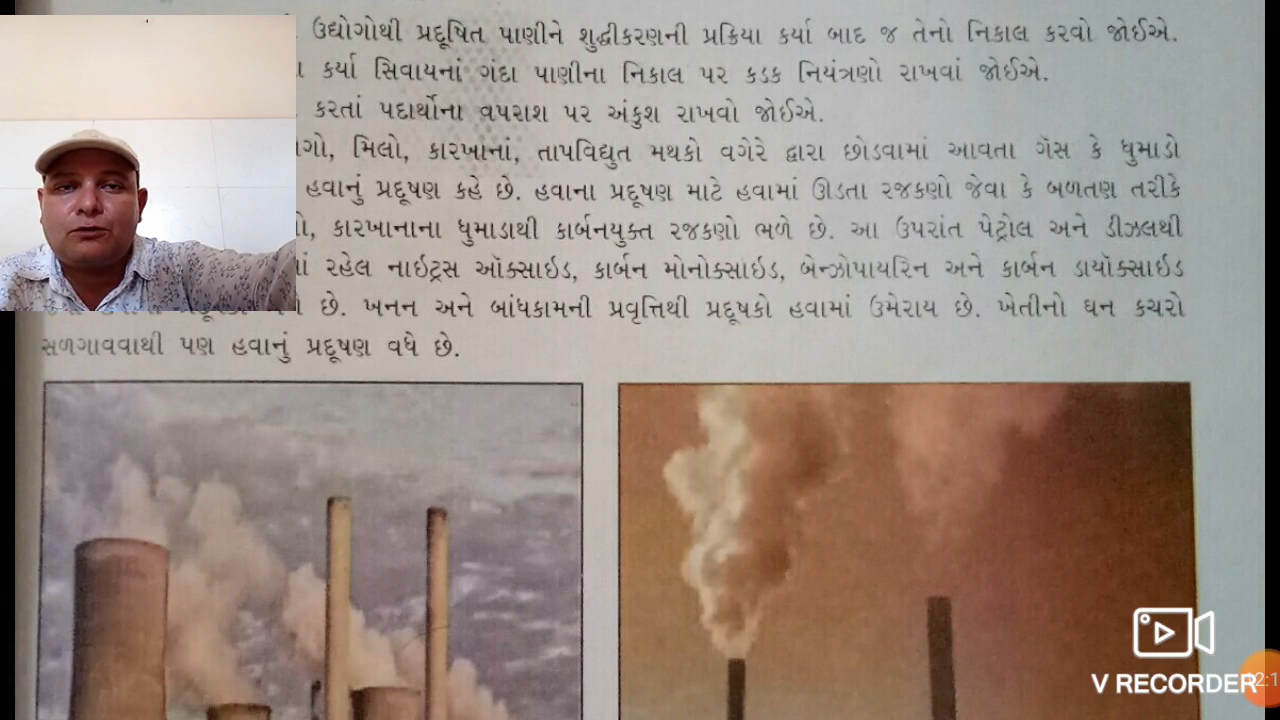 ઉદ્યોગોથી પ્રદૂષિત પાણીને શુદ્ધીકરણની પ્રક્રિયા કર્યા બાદ જ તેનો નિકાલ કરવો જોઈએ.
કર્યા સિવાયનાં ગંદા પાણીના નિકાલ પર કડક નિયંત્રણો રાખવાં જોઈએ.
કરતાં પદાર્થોના વપરાશ પર અંકુશ રાખવો જોઈએ.
મિલો, કારખાનાં, તાપવિદ્યુત મથકો વગેરે દ્વારા છોડવામાં આવતા ગૅસ કે ધુમાડો
હવાનું પ્રદૂષણ કહે છે. હવાના પ્રદૂષણ માટે હવામાં ઊડતા રજકણો જેવા કે બળતણ તરીકે
કારખાનાના ધુમાડાથી કાર્બનયુક્ત રજકણો ભળે છે. આ ઉપરાંત પેટ્રોલ અને ડીઝલથી
રહેલ નાઇટ્રસ ઑક્સાઇડ, કાર્બન મોનોક્સાઇડ, બેન્ઝોપાયરિન અને કાર્બન ડાયૉક્સાઇડ
છે. ખનન અને બાંધકામની પ્રવૃત્તિથી પ્રદૂષકો હવામાં ઉમેરાય છે. ખેતીનો ઘન કચરો
સળગાવવાથી પણ હવાનું પ્રદૂષણ વધે છે.
V RECORDER